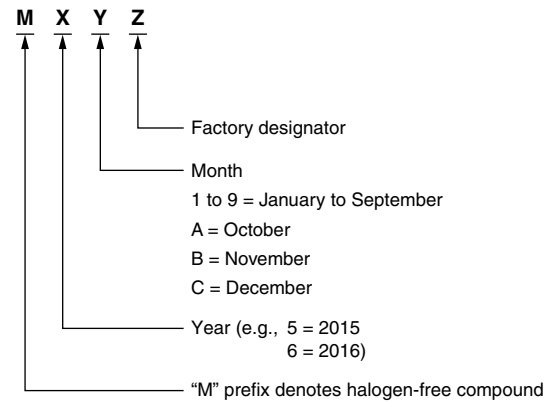 M X Y Z
Factory designator
Month
1 to 9 = January to September
A = October
B = November
C = December
Year (e.g., 5 = 2015
6 = 2016)
“M” prefix denotes halogen-free compound